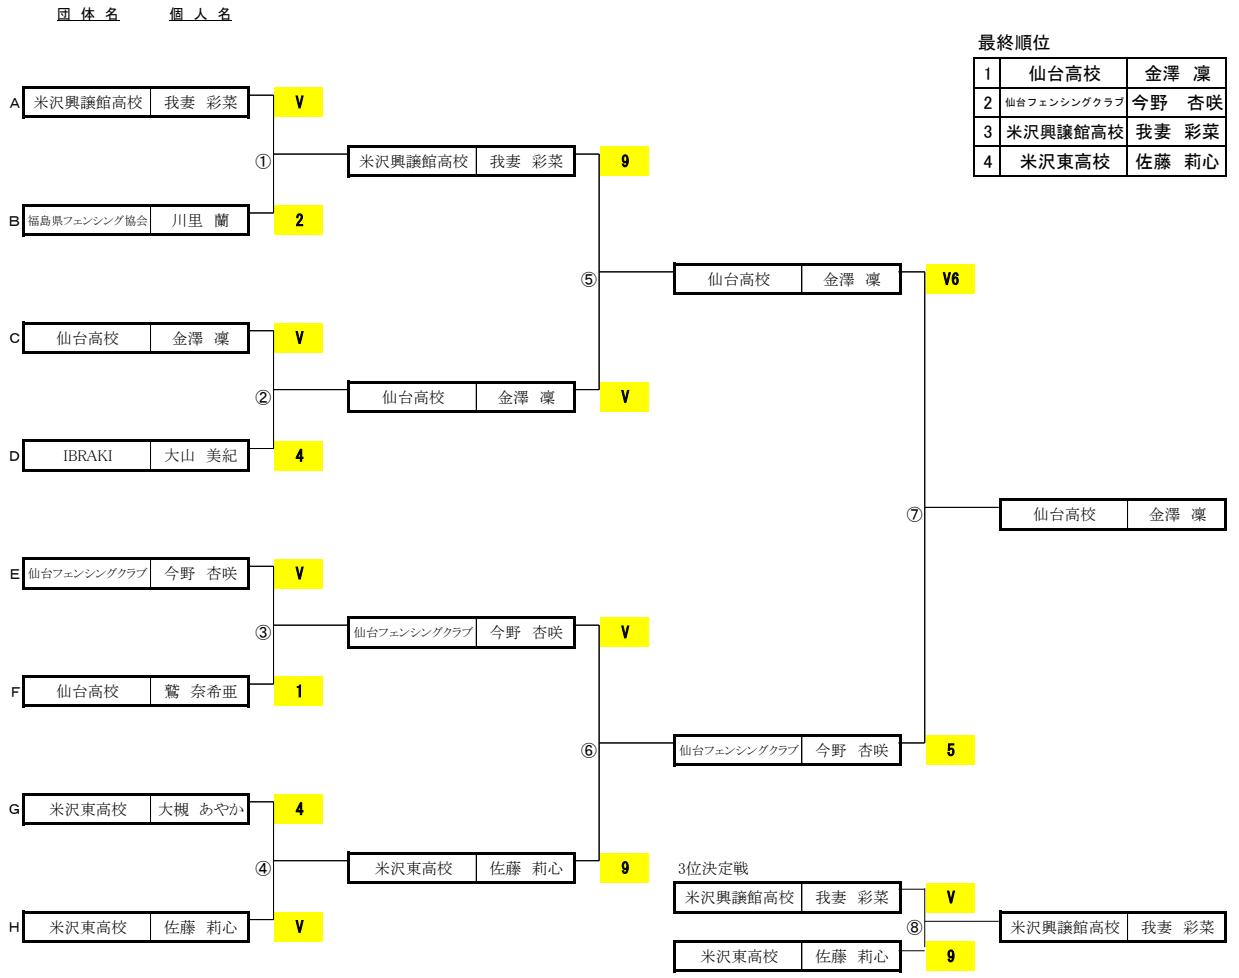 団 体 名 個 人 名
最終順位
1 仙台高校 金澤 凜
2 仙台フェンシングクラブ 今野 杏咲
3 米沢興譲館高校 我妻 彩菜
4 米沢東高校 佐藤 莉心
A 米沢興譲館高校 我妻 彩菜 V
① 米沢興譲館高校 我妻 彩菜 9
B 福島県フェンシング協会 川里 蘭 2
⑤ 仙台高校 金澤 凜 V6
C 仙台高校 金澤 凜 V
② 仙台高校 金澤 凜 V
D IBRAKI 大山 美紀 4
⑦ 仙台高校 金澤 凜
E 仙台フェンシングクラブ 今野 杏咲 V
③ 仙台フェンシングクラブ 今野 杏咲 V
F 仙台高校 鷲 奈希亜 1
⑥ 仙台フェンシングクラブ 今野 杏咲 5
G 米沢東高校 大槻 あやか 4
④ 米沢東高校 佐藤 莉心 9
H 米沢東高校 佐藤 莉心 V
3位決定戦
米沢興譲館高校 我妻 彩菜 V
⑧ 米沢興譲館高校 我妻 彩菜
米沢東高校 佐藤 莉心 9